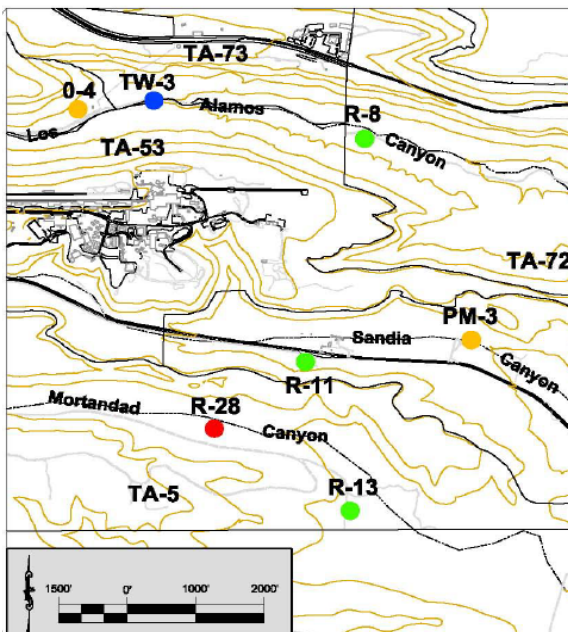 TA-73
0-4
TW-3
Los Alamos Canyon
R-8
TA-53
TA-72
PM-3
Sandia Canyon
R-11
Mortandad Canyon
R-28
TA-5
R-13
1500' 0' 1000' 2000'